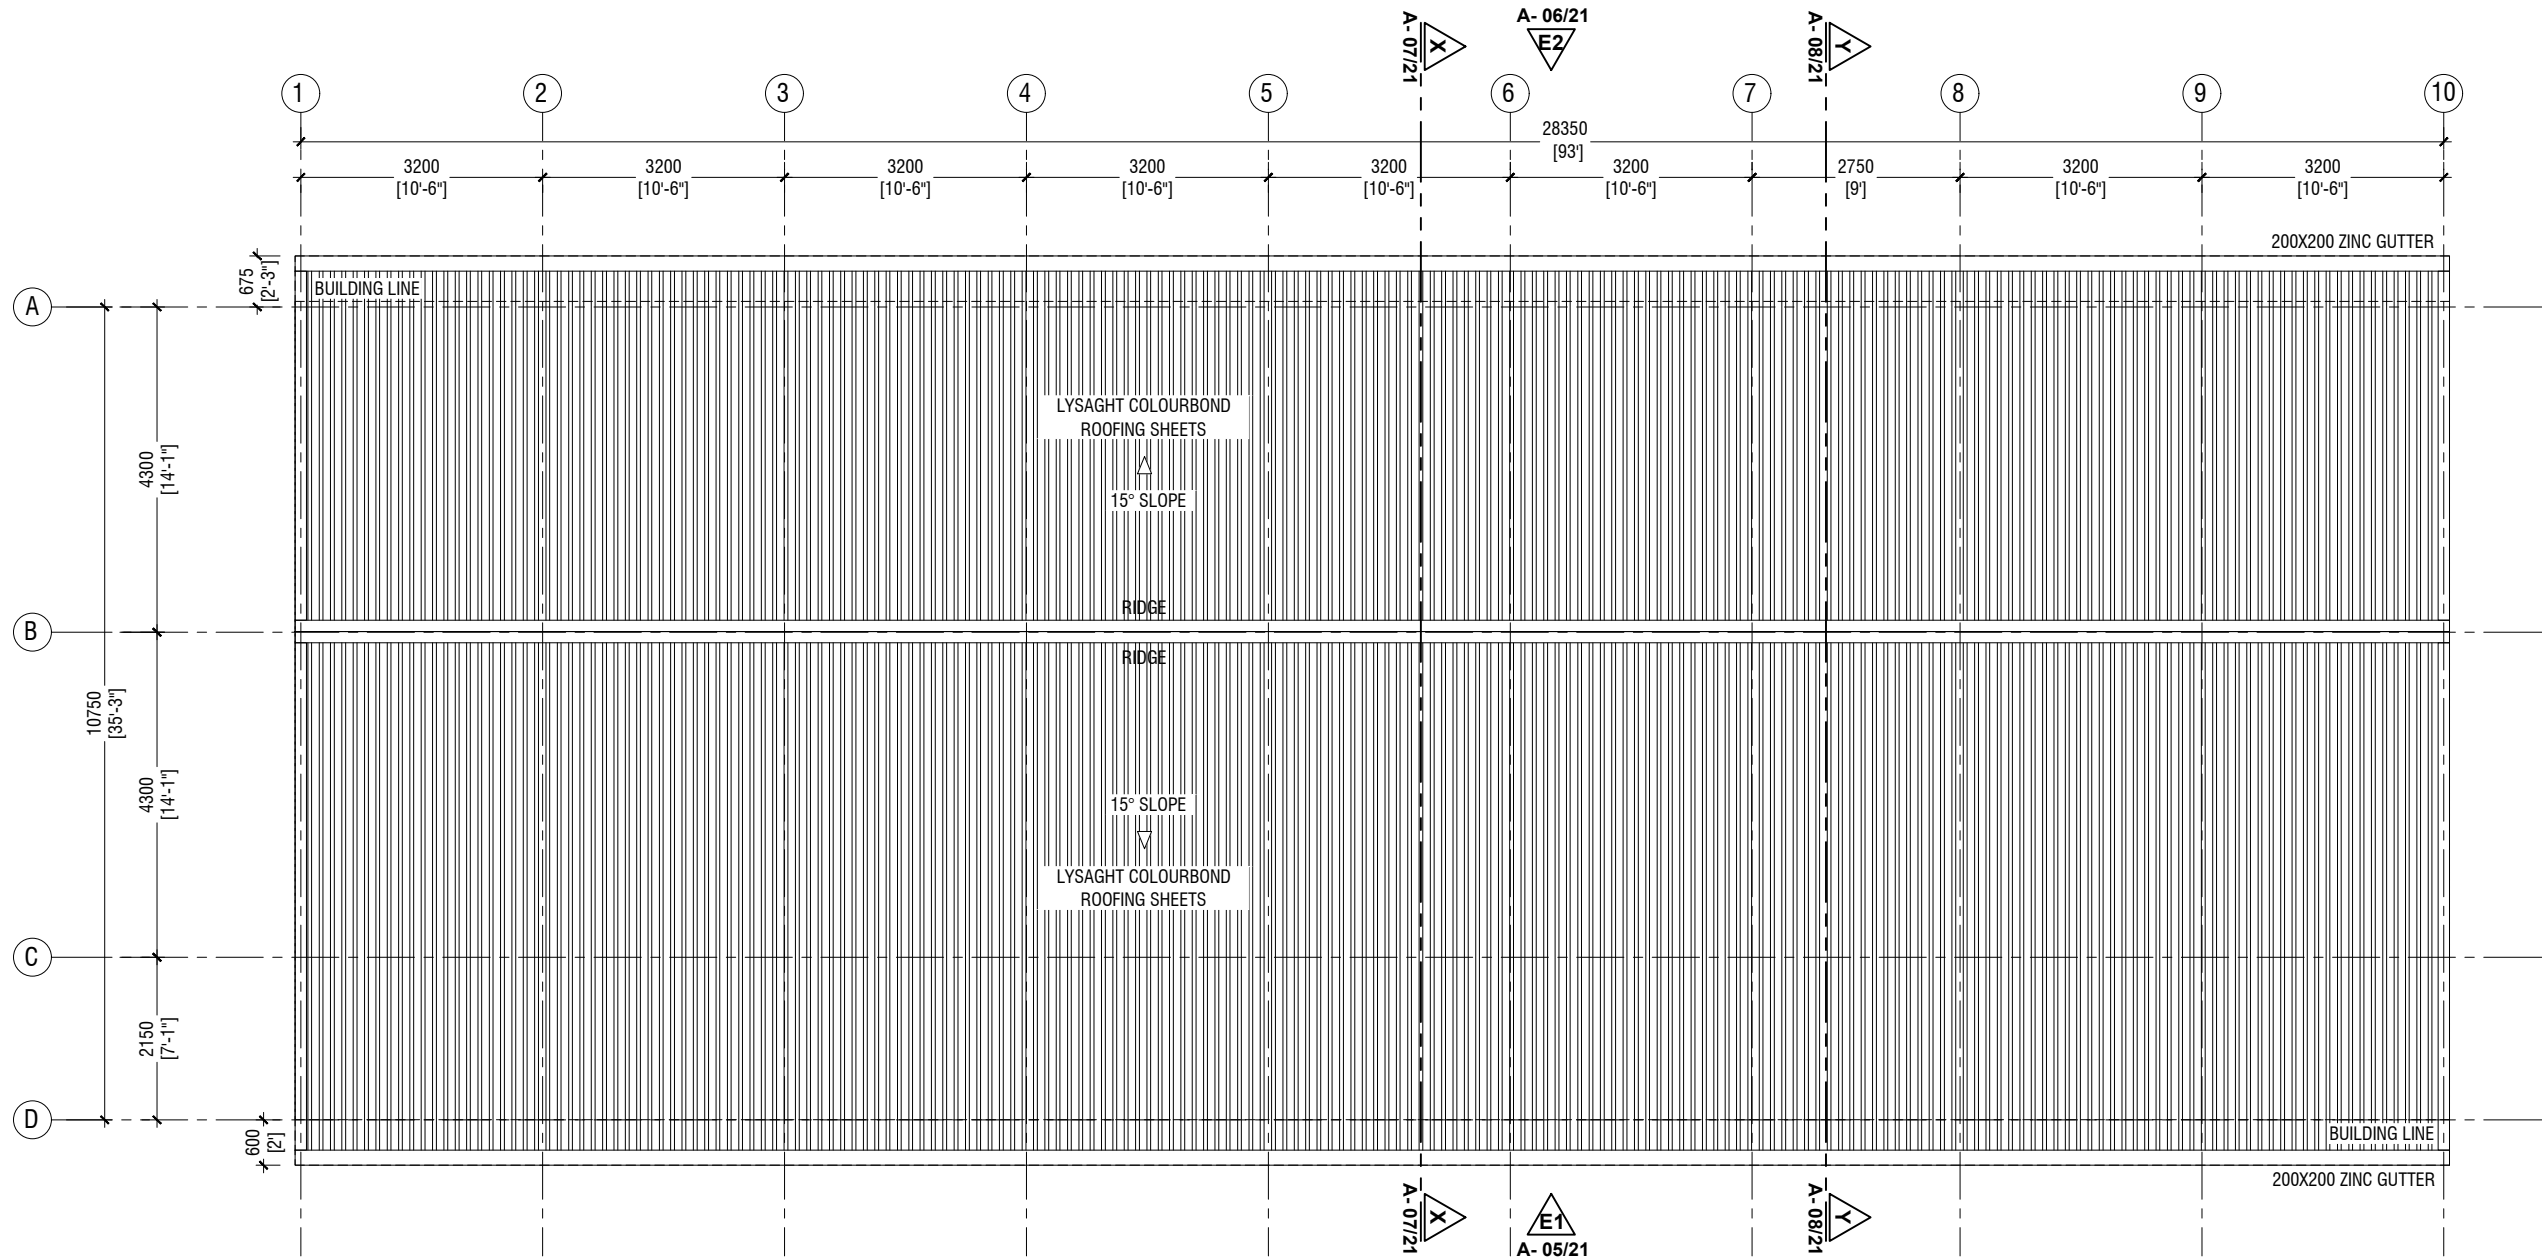 A- 06/21
E2
A- 07/21
X
A- 08/21
Y
1
2
3
4
5
6
7
8
9
10
28350
[93']
3200
[10'-6"]
3200
[10'-6"]
3200
[10'-6"]
3200
[10'-6"]
3200
[10'-6"]
3200
[10'-6"]
2750
[9']
3200
[10'-6"]
3200
[10'-6"]
200X200 ZINC GUTTER
675
[2'-3"]
BUILDING LINE
A
LYSAGHT COLOURBOND
ROOFING SHEETS
4300
[14'-1"]
15° SLOPE
RIDGE
B
RIDGE
10750
[35'-3"]
4300
[14'-1"]
15° SLOPE
LYSAGHT COLOURBOND
ROOFING SHEETS
C
2150
[7'-1"]
D
600
[2']
BUILDING LINE
200X200 ZINC GUTTER
A- 07/21
X
E1
A- 05/21
A- 08/21
Y